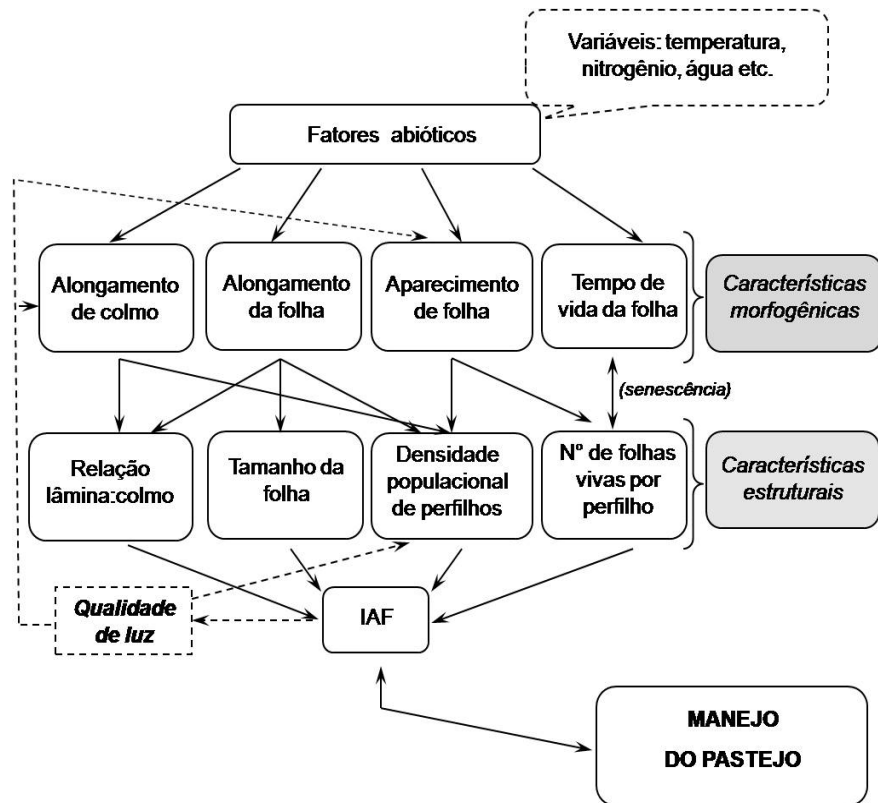 Variáveis: temperatura,
nitrogênio, água etc.
Fatores abióticos
Alongamento
de colmo
Alongamento
da folha
Aparecimento
de folha
Tempo de
vida da folha
Características
morfogênicas
(senescência)
Relação
lâmina:colmo
Tamanho da
folha
Densidade
populacional
de perfilhos
Nº de folhas
vivas por
perfilho
Características
estruturais
Qualidade
de luz
IAF
MANEJO
DO PASTEJO